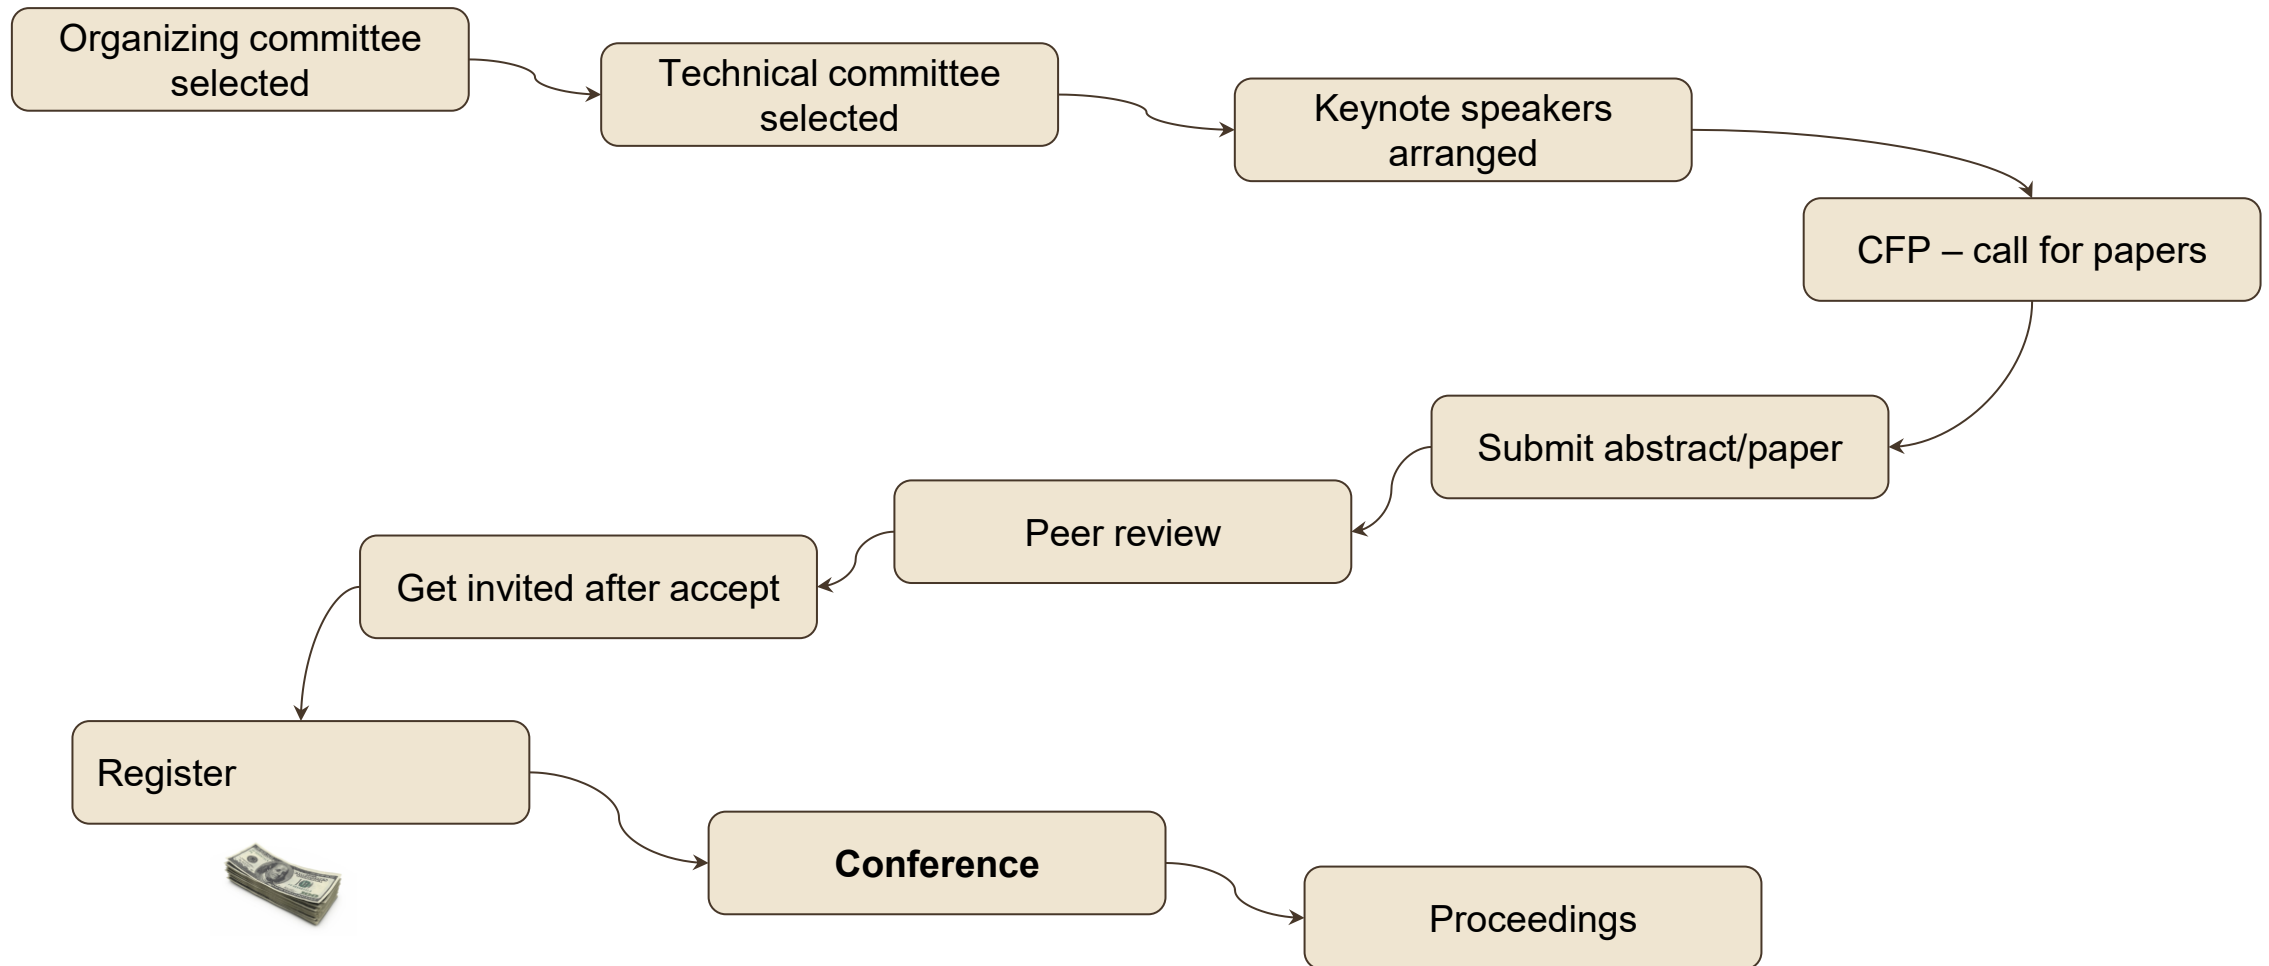 Organizing committee
selected
Technical committee
selected
Keynote speakers
arranged
CFP – call for papers
Submit abstract/paper
Peer review
Get invited after accept
Register
Conference
Proceedings